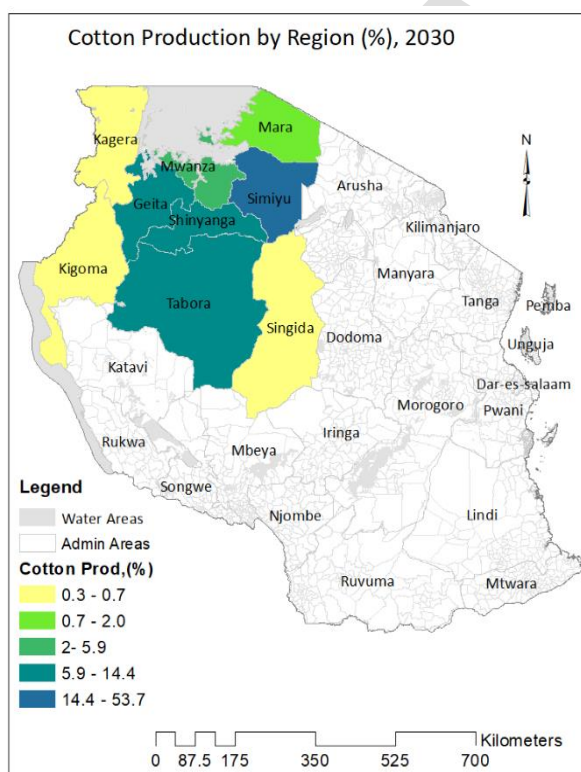 Cotton Production by Region (%), 2030
Kagera
Mara
N
Mwanza
Arusha
Geita
Simiyu
Shinyanga
Kilimanjaro
Kigoma
Manyara
Tabora
Tanga
Pemba
Singida
Dodoma
Unguja
Katavi
Dar-es-salaam
Morogoro
Pwani
Iringa
Rukwa
Mbeya
Songwe
Lindi
Njombe
Ruvuma
Mtwara
Legend
Water Areas
Admin Areas
Cotton Prod,(%)
0.3 - 0.7
0.7 - 2.0
2- 5.9
5.9 - 14.4
14.4 - 53.7
Kilometers
0 87.5 175 350 525 700